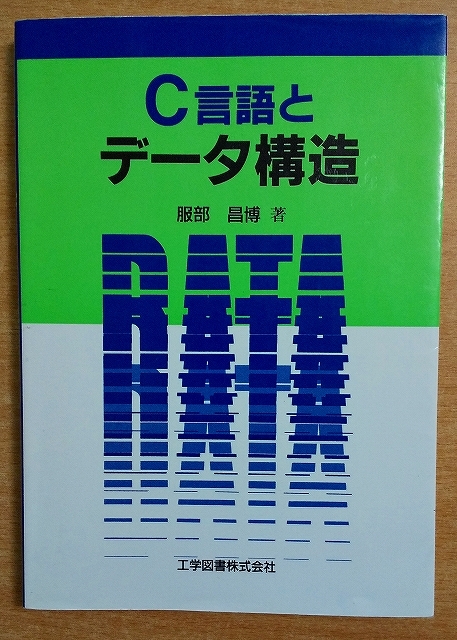 C言語と
データ構造
服部 昌博 著
DATA
工学図書株式会社